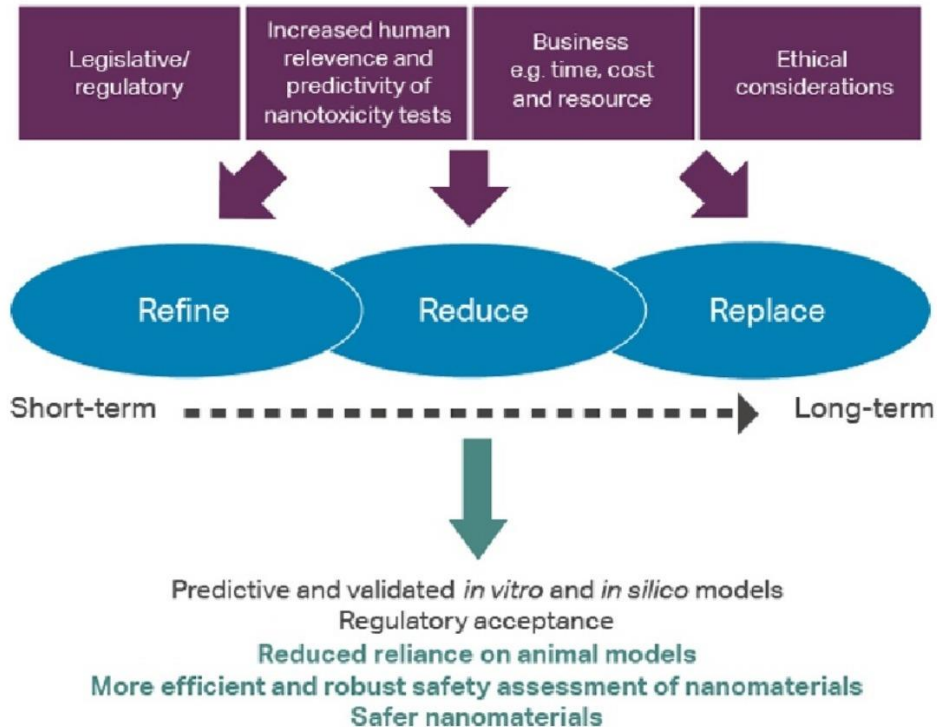 Legislative/
regulatory
Increased human
relevence and
predictivity of
nanotoxicity tests
Business
e.g. time, cost
and resource
Ethical
considerations
Refine
Reduce
Replace
Short-term
Long-term
Predictive and validated in vitro and in silico models
Regulatory acceptance
Reduced reliance on animal models
More efficient and robust safety assessment of nanomaterials
Safer nanomaterials